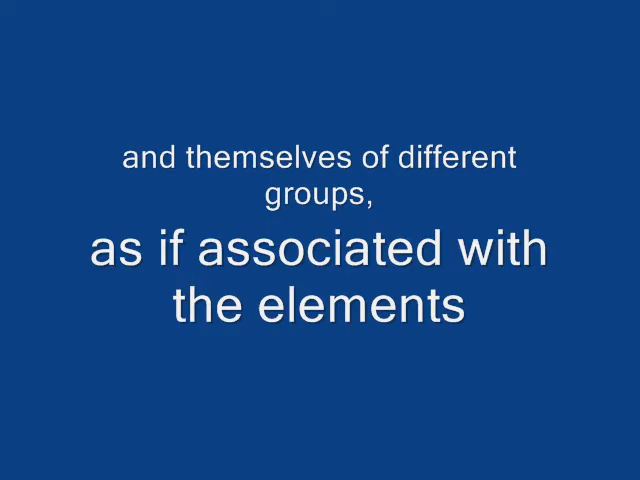 and themselves of different
groups,
as if associated with
the elements